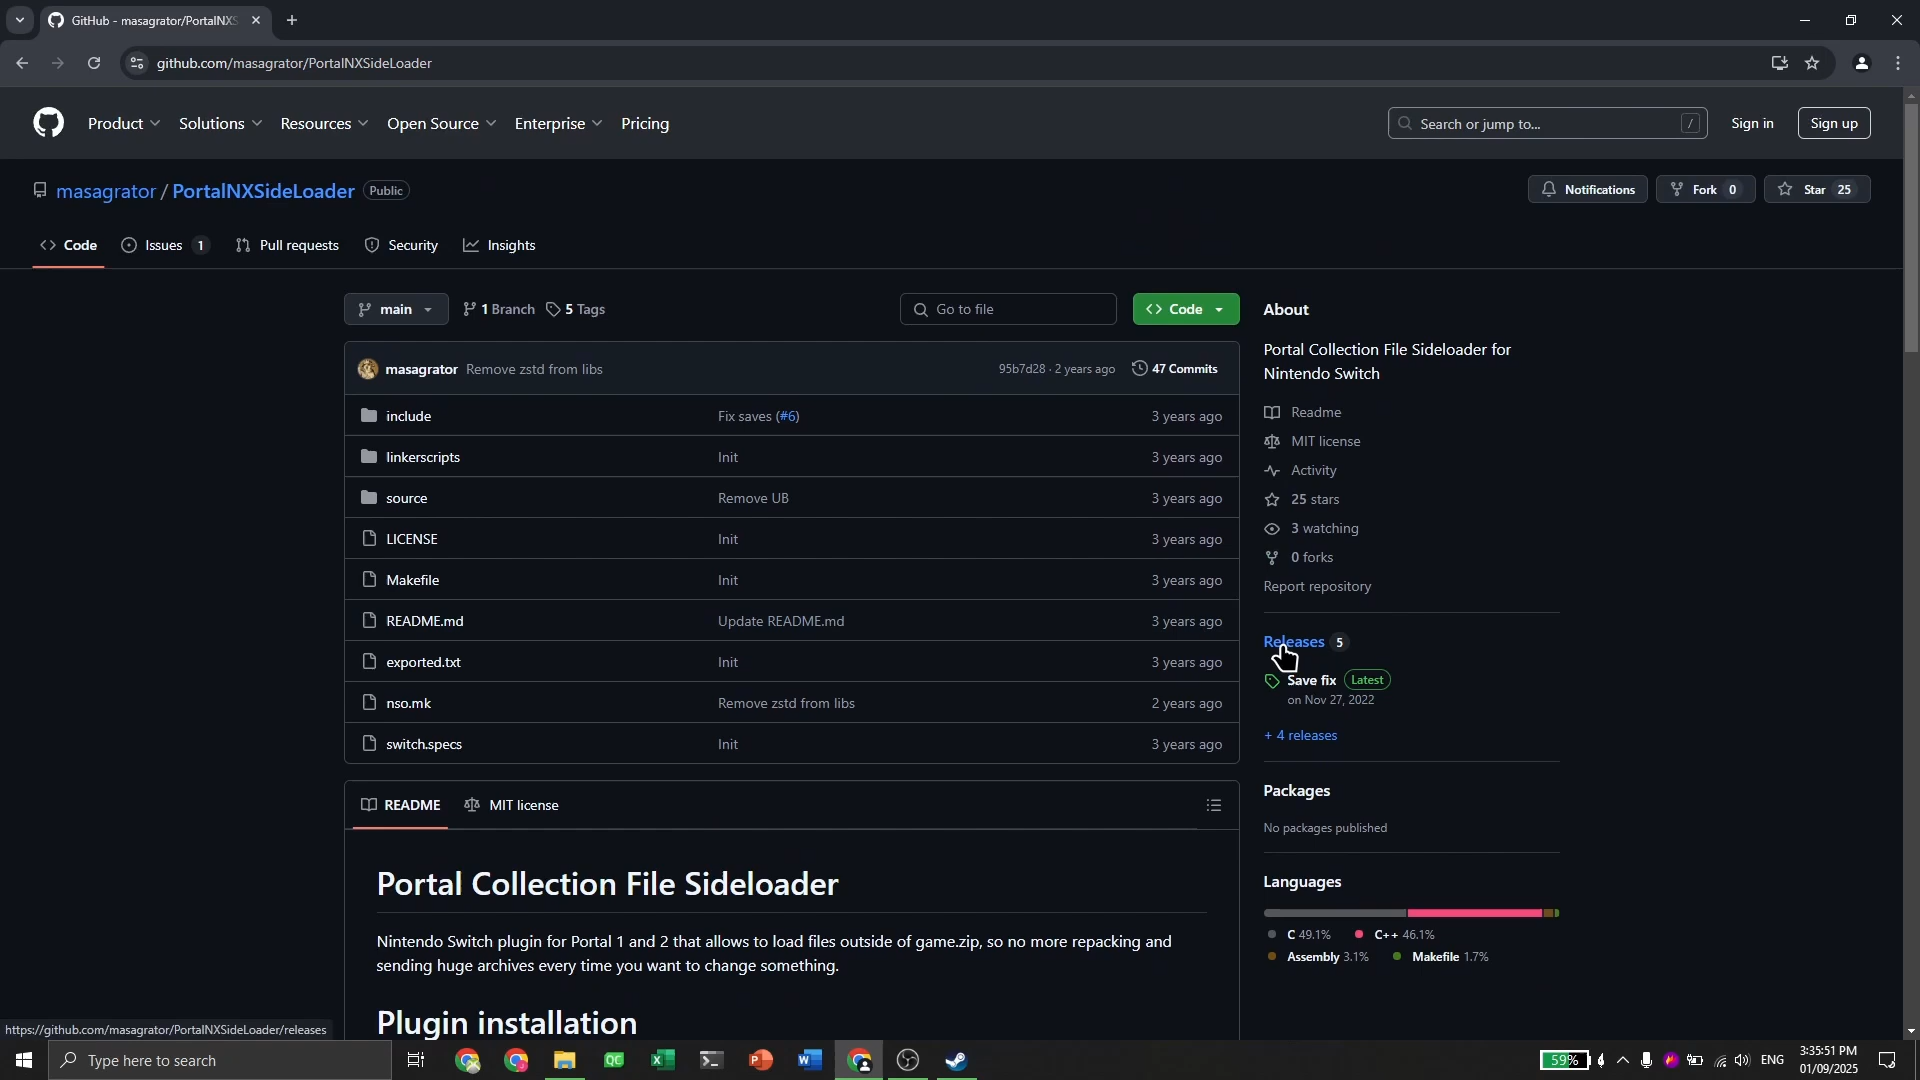 GitHub - masagrator/PortalNXS
github.com/masagrator/PortalNXSideLoader
Product Solutions Resources Open Source Enterprise Pricing
Search or jump to... /
Sign in
Sign up
masagrator / PortalNXSideLoader Public
Notifications
Fork 0
Star 25
Code
Issues 1
Pull requests
Security
Insights
main
1 Branch
5 Tags
Go to file
Code
masagrator Remove zstd from libs 95b7d28 · 2 years ago 47 Commits
include Fix saves (#6) 3 years ago
linkerscripts Init 3 years ago
source Remove UB 3 years ago
LICENSE Init 3 years ago
Makefile Init 3 years ago
README.md Update README.md 3 years ago
exported.txt Init 3 years ago
nso.mk Remove zstd from libs 2 years ago
switch.specs Init 3 years ago
README MIT license
Portal Collection File Sideloader
Nintendo Switch plugin for Portal 1 and 2 that allows to load files outside of game.zip, so no more repacking and
sending huge archives every time you want to change something.
Plugin installation
About
Portal Collection File Sideloader for
Nintendo Switch
Readme
MIT license
Activity
25 stars
3 watching
0 forks
Report repository
Releases 5
Save fix Latest
on Nov 27, 2022
+ 4 releases
Packages
No packages published
Languages
C 49.1% C++ 46.1%
Assembly 3.1% Makefile 1.7%
https://github.com/masagrator/PortalNXSideLoader/releases
Type here to search
59%
ENG
3:35:51 PM
01/09/2025